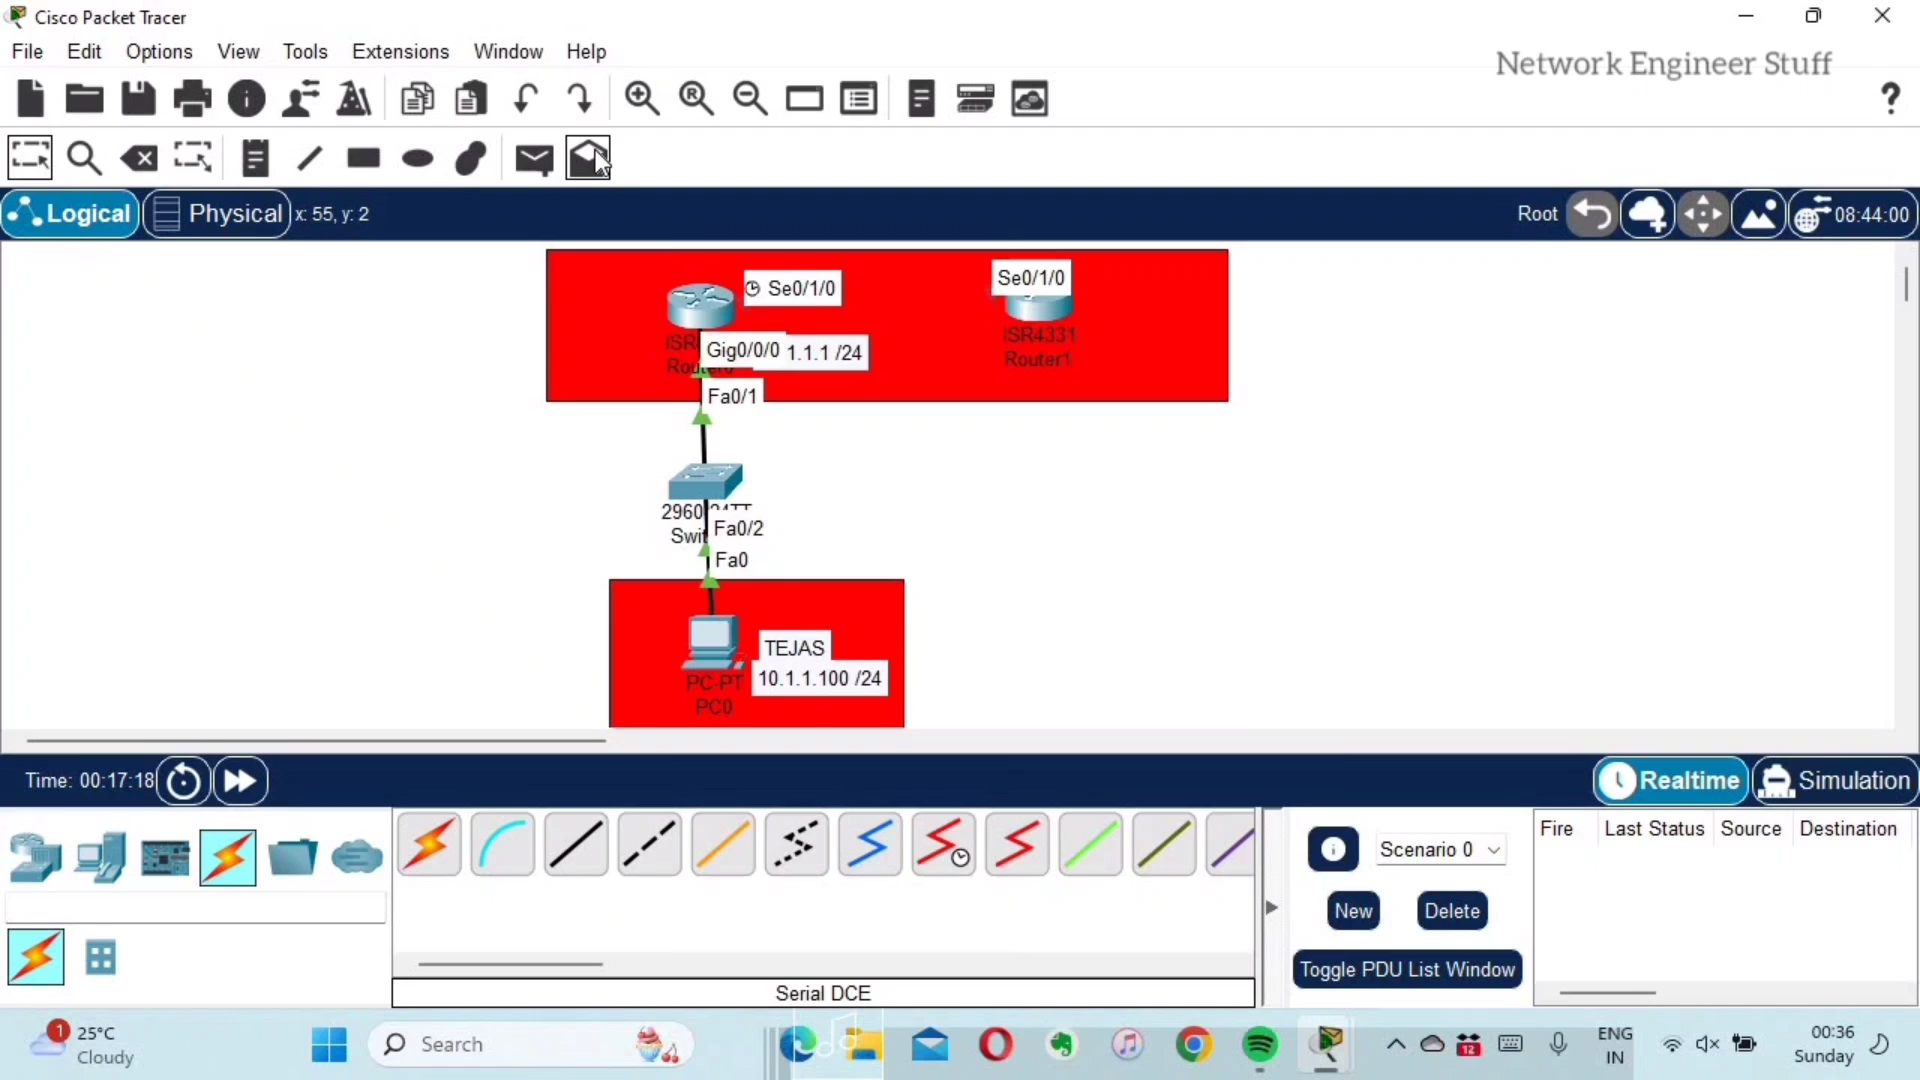 Cisco Packet Tracer
File Edit Options View Tools Extensions Window Help
Network Engineer Stuff
Logical Physical x: 55, y: 2 Root 08:44:00
Se0/1/0
Se0/1/0
ISR4331
Router1
Gig0/0/0 1.1.1 /24
Fa0/1
2960
Fa0/2
Fa0
TEJAS
10.1.1.100 /24
PC-PT
PC0
Time: 00:17:18 Realtime Simulation
Scenario 0
New Delete
Toggle PDU List Window
Fire Last Status Source Destination
Serial DCE
1 25°C
Cloudy
Search
12
ENG
IN
00:36
Sunday